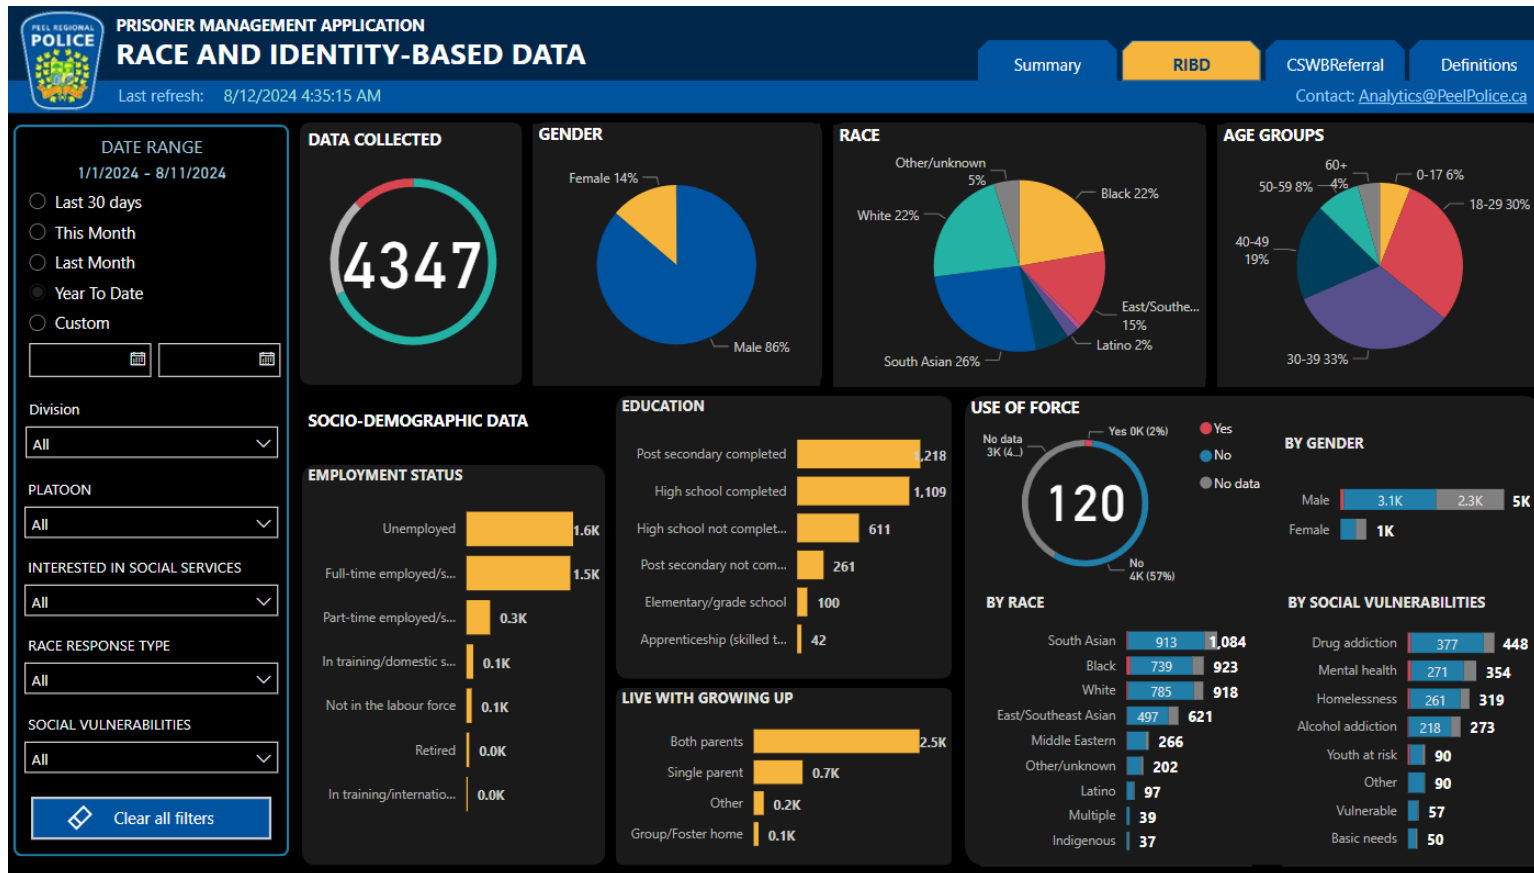 PEEL REGIONAL
POLICE
PRISONER MANAGEMENT APPLICATION
RACE AND IDENTITY-BASED DATA
Last refresh: 8/12/2024 4:35:15 AM
Summary
RIBD
CSWBReferral
Definitions
Contact: Analytics@PeelPolice.ca
DATE RANGE
1/1/2024 - 8/11/2024
Last 30 days
This Month
Last Month
Year To Date
Custom
Division
All
PLATOON
All
INTERESTED IN SOCIAL SERVICES
All
RACE RESPONSE TYPE
All
SOCIAL VULNERABILITIES
All
Clear all filters
DATA COLLECTED
4347
GENDER
Female 14%
Male 86%
RACE
Other/unknown
5%
Black 22%
White 22%
East/Southe...
15%
Latino 2%
South Asian 26%
AGE GROUPS
60+
4%
0-17 6%
50-59 8%
18-29 30%
40-49
19%
30-39 33%
SOCIO-DEMOGRAPHIC DATA
EMPLOYMENT STATUS
Unemployed 1.6K
Full-time employed/s... 1.5K
Part-time employed/s... 0.3K
In training/domestic s... 0.1K
Not in the labour force 0.1K
Retired 0.0K
In training/internatio... 0.0K
EDUCATION
Post secondary completed 1,218
High school completed 1,109
High school not complet... 611
Post secondary not com... 261
Elementary/grade school 100
Apprenticeship (skilled t... 42
LIVE WITH GROWING UP
Both parents 2.5K
Single parent 0.7K
Other 0.2K
Group/Foster home 0.1K
USE OF FORCE
No data
3K (4...)
Yes 0K (2%)
120
No
4K (57%)
Yes
No
No data
BY GENDER
Male 3.1K 2.3K 5K
Female 1K
BY RACE
South Asian 913 1,084
Black 739 923
White 785 918
East/Southeast Asian 497 621
Middle Eastern 266
Other/unknown 202
Latino 97
Multiple 39
Indigenous 37
BY SOCIAL VULNERABILITIES
Drug addiction 377 448
Mental health 271 354
Homelessness 261 319
Alcohol addiction 218 273
Youth at risk 90
Other 90
Vulnerable 57
Basic needs 50